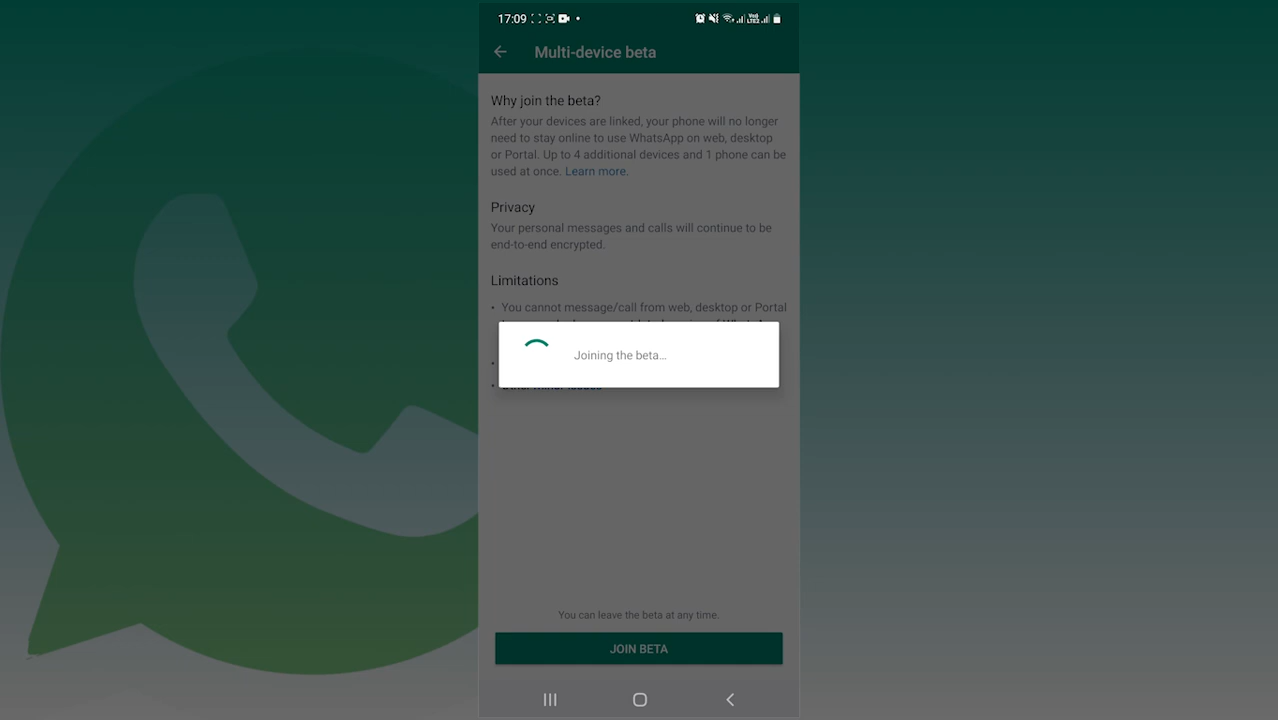 17:09
Multi-device beta
Why join the beta?
After your devices are linked, your phone will no longer
need to stay online to use WhatsApp on web, desktop
or Portal. Up to 4 additional devices and 1 phone can be
used at once. Learn more.
Privacy
Your personal messages and calls will continue to be
end-to-end encrypted.
Limitations
• You cannot message/call from web, desktop or Portal
Joining the beta...
You can leave the beta at any time.
JOIN BETA